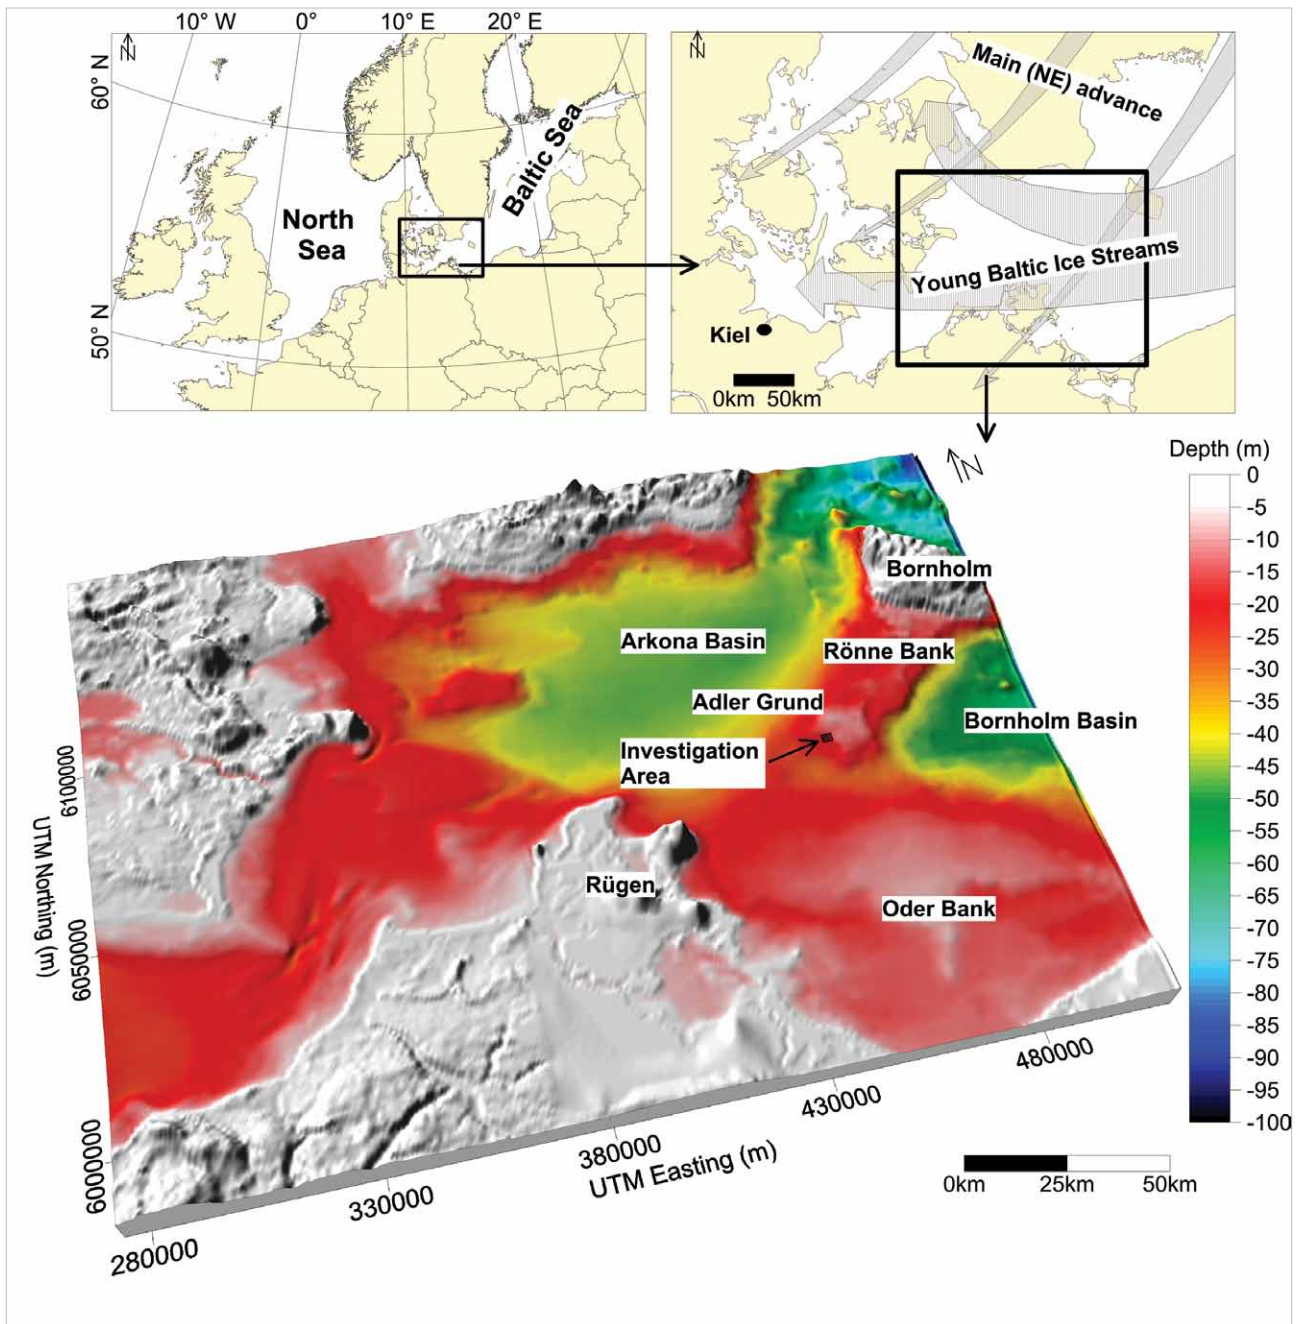 10° W
0°
10° E
20° E
N
60° N
50° N
North
Sea
Baltic Sea
N
Main (NE) advance
Young Baltic Ice Streams
Kiel
0km 50km
N
Depth (m)
0
-5
-10
-15
-20
-25
-30
-35
-40
-45
-50
-55
-60
-65
-70
-75
-80
-85
-90
-95
-100
Bornholm
Arkona Basin
Rönne Bank
Adler Grund
Bornholm Basin
Investigation
Area
Rügen
Oder Bank
UTM Northing (m)
6100000
6050000
6000000
280000
330000
380000
430000
480000
UTM Easting (m)
0km 25km 50km